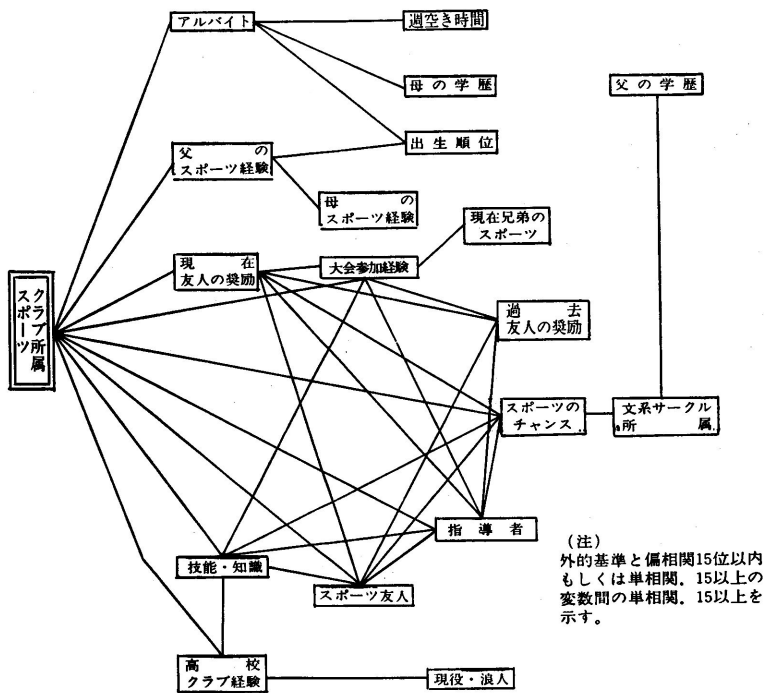 アルバイト
週空き時間
母の学歴
父の学歴
出生順位
父の
スポーツ経験
母の
スポーツ経験
現在兄弟の
スポーツ
現在
友人の奨励
大会参加経験
過去
友人の奨励
スポーツ
クラブ所属
スポーツの
チャンス
文系サークル
所属
指導者
技能・知識
スポーツ友人
高校
クラブ経験
現役・浪人
(注)
外的基準と偏相関15位以内
もしくは単相関.15以上の
変数間の単相関.15以上を
示す。